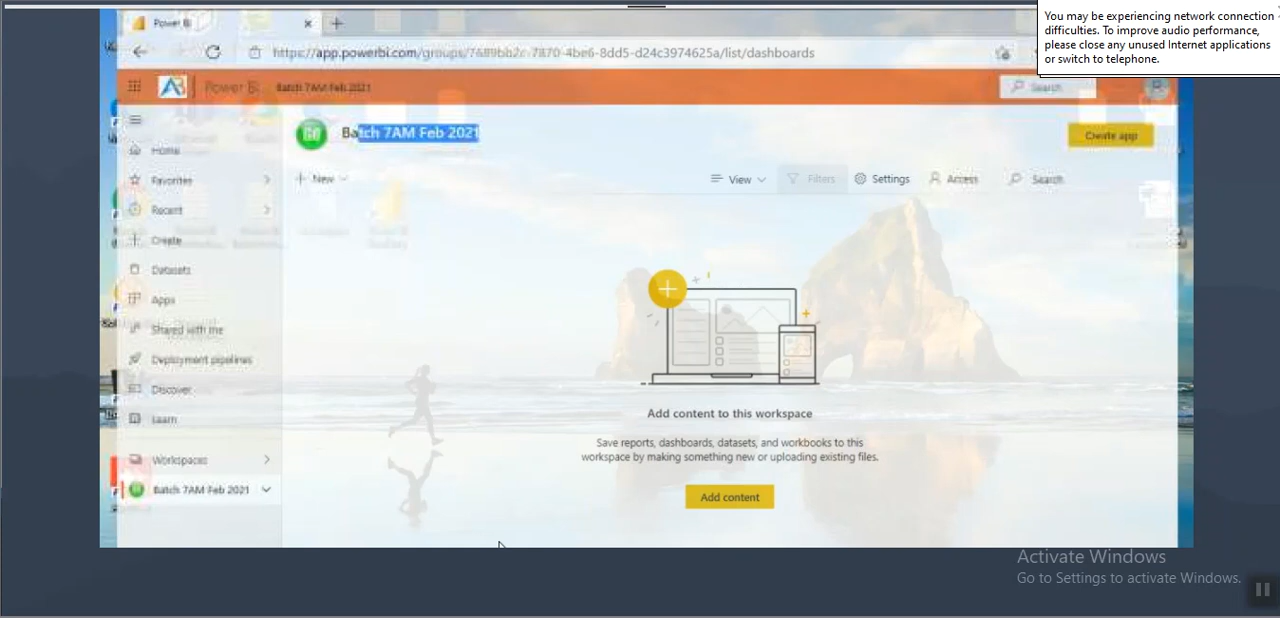 You may be experiencing network connection
difficulties. To improve audio performance,
please close any unused Internet applications
or switch to telephone.
Power BI
https://app.powerbi.com/groups/7689bb2c-7870-4be6-8dd5-d24c3974625a/list/dashboards
Power BI Batch 7AM Feb 2021 Search
Batch 7AM Feb 2021 Create app
Home
Favorites
Recent
Create
Datasets
Apps
Shared with me
Deployment pipelines
Discover
Learn
Workspaces
Batch 7AM Feb 2021
New View Filters Settings Access Search
Add content to this workspace
Save reports, dashboards, datasets, and workbooks to this
workspace by making something new or uploading existing files.
Add content
Activate Windows
Go to Settings to activate Windows.